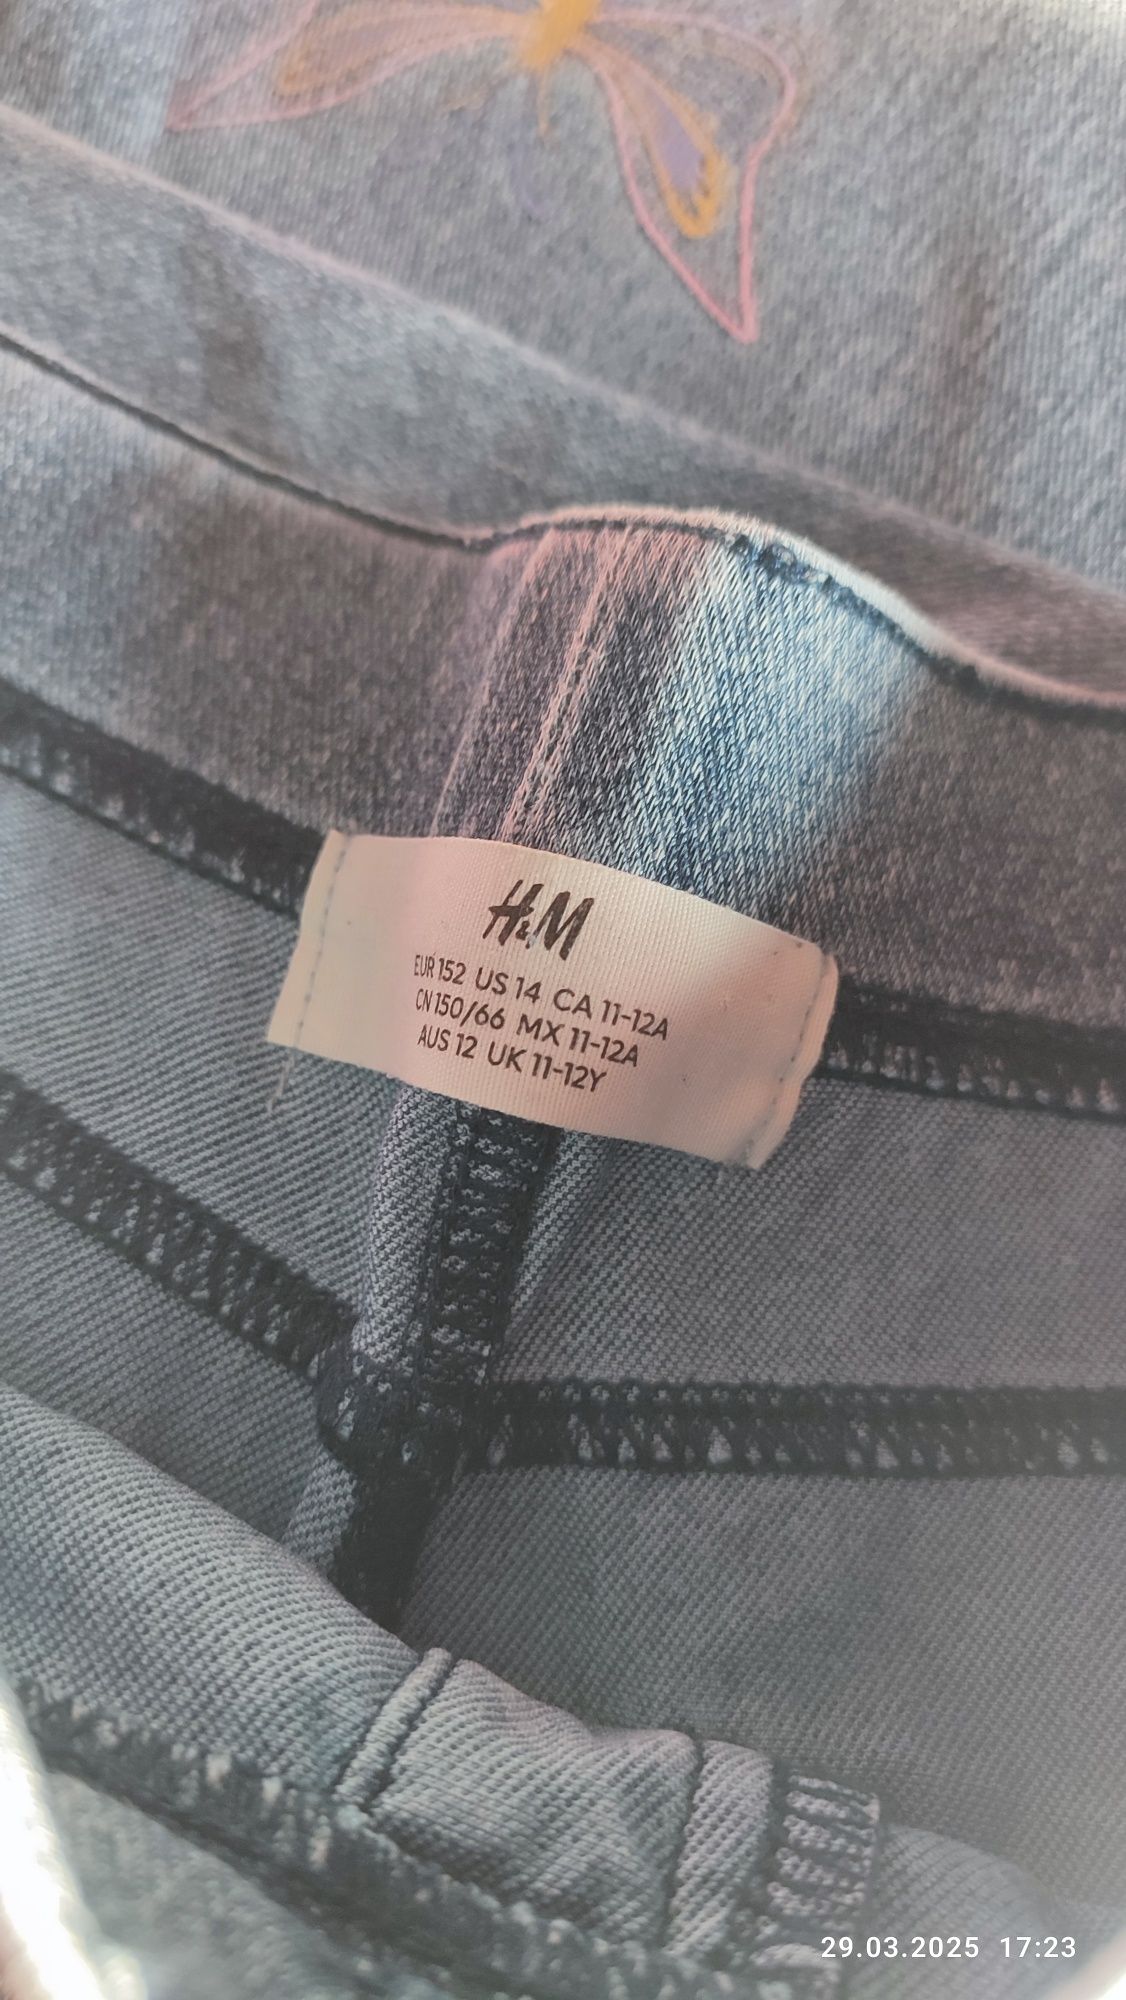 H&M
EUR 152 US 14 CA 11-12A
CN 150/66 MX 11-12A
AUS 12 UK 11-12Y
29.03.2025 17:23